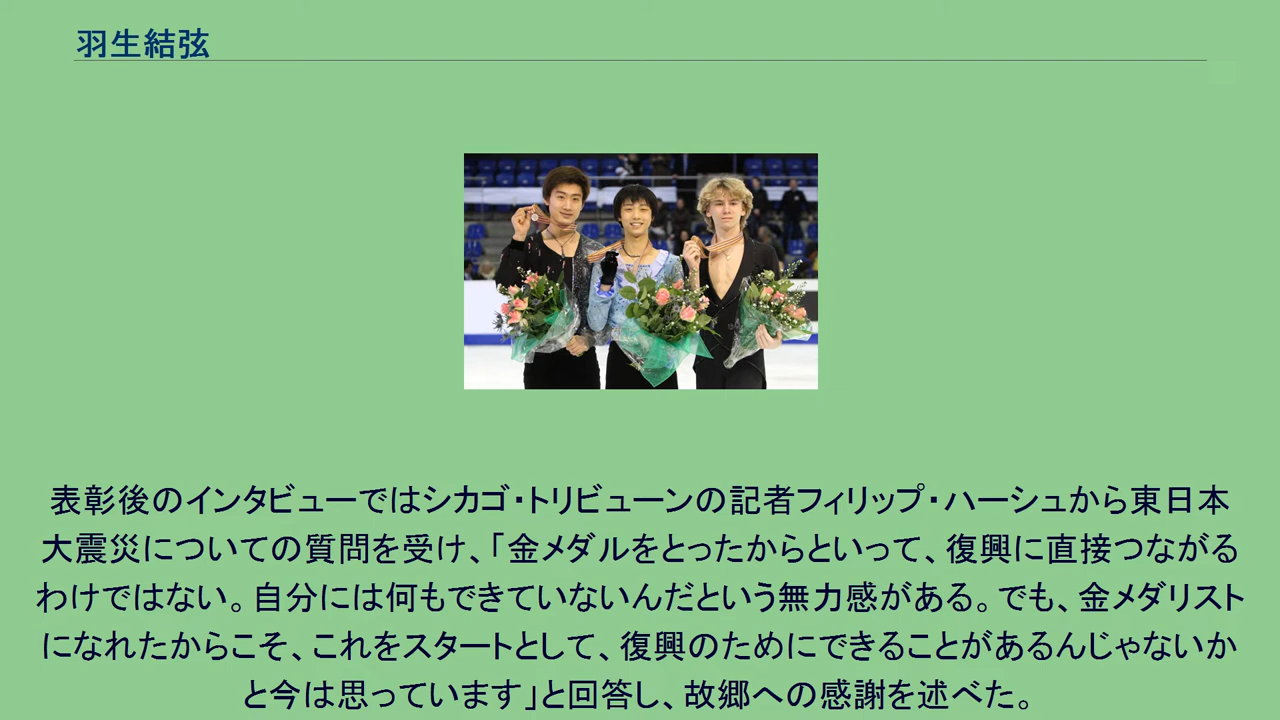 羽生結弦
表彰後のインタビューではシカゴ・トリビューンの記者フィリップ・ハーシュから東日本
大震災についての質問を受け、「金メダルをとったからといって、復興に直接つながる
わけではない。自分には何もできていないんだという無力感がある。でも、金メダリスト
になれたからこそ、これをスタートとして、復興のためにできることがあるんじゃないか
と今は思っています」と回答し、故郷への感謝を述べた。